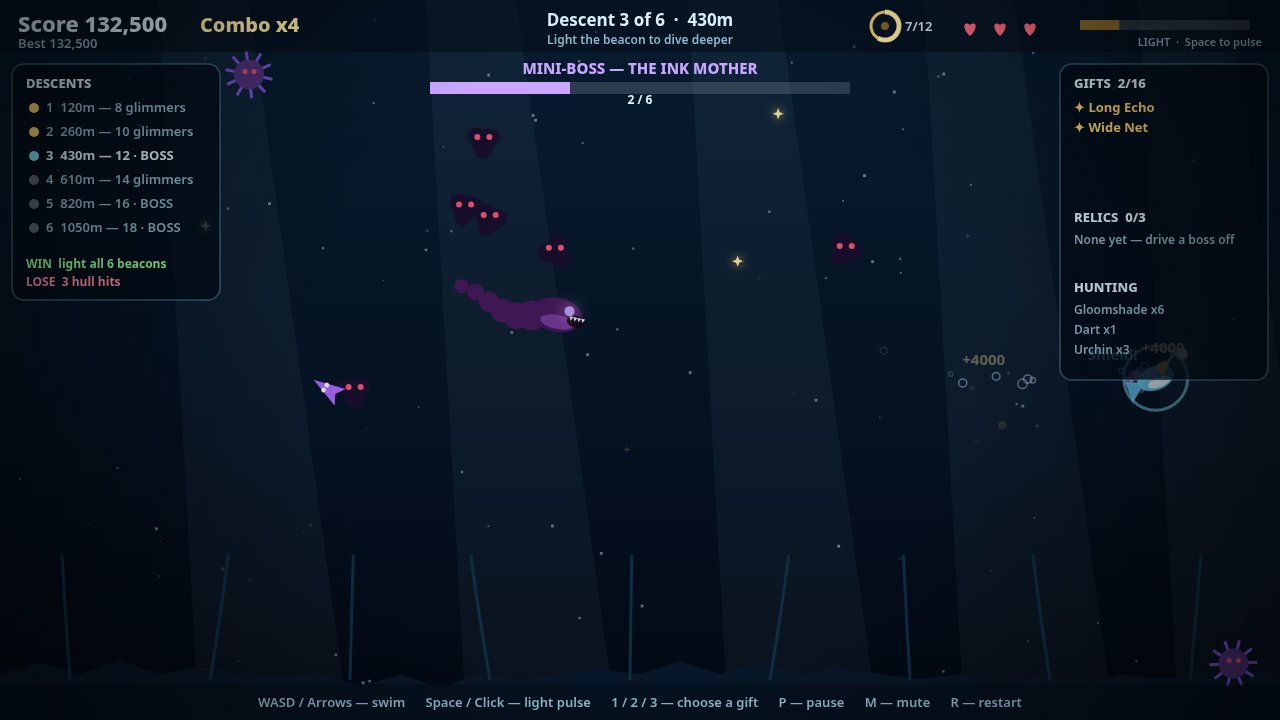 Score 132,500
Combo x4
Best 132,500
Descent 3 of 6 · 430m
Light the beacon to dive deeper
7/12
LIGHT · Space to pulse
MINI-BOSS — THE INK MOTHER
2 / 6
DESCENTS
1 120m — 8 glimmers
2 260m — 10 glimmers
3 430m — 12 · BOSS
4 610m — 14 glimmers
5 820m — 16 · BOSS
6 1050m — 18 · BOSS
WIN light all 6 beacons
LOSE 3 hull hits
GIFTS 2/16
✦ Long Echo
✦ Wide Net
RELICS 0/3
None yet — drive a boss off
HUNTING
Gloomshade x6
Dart x1
Urchin x3
+4000
Shield!
+4000
WASD / Arrows — swim Space / Click — light pulse 1 / 2 / 3 — choose a gift P — pause M — mute R — restart